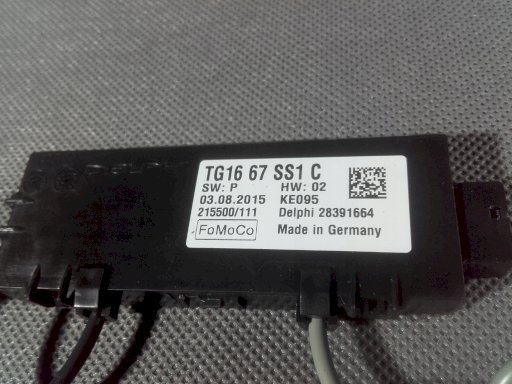 TG16 67 SS1 C
SW: P HW: 02
03.08.2015 KE095
215500/111 Delphi 28391664
FoMoCo Made in Germany